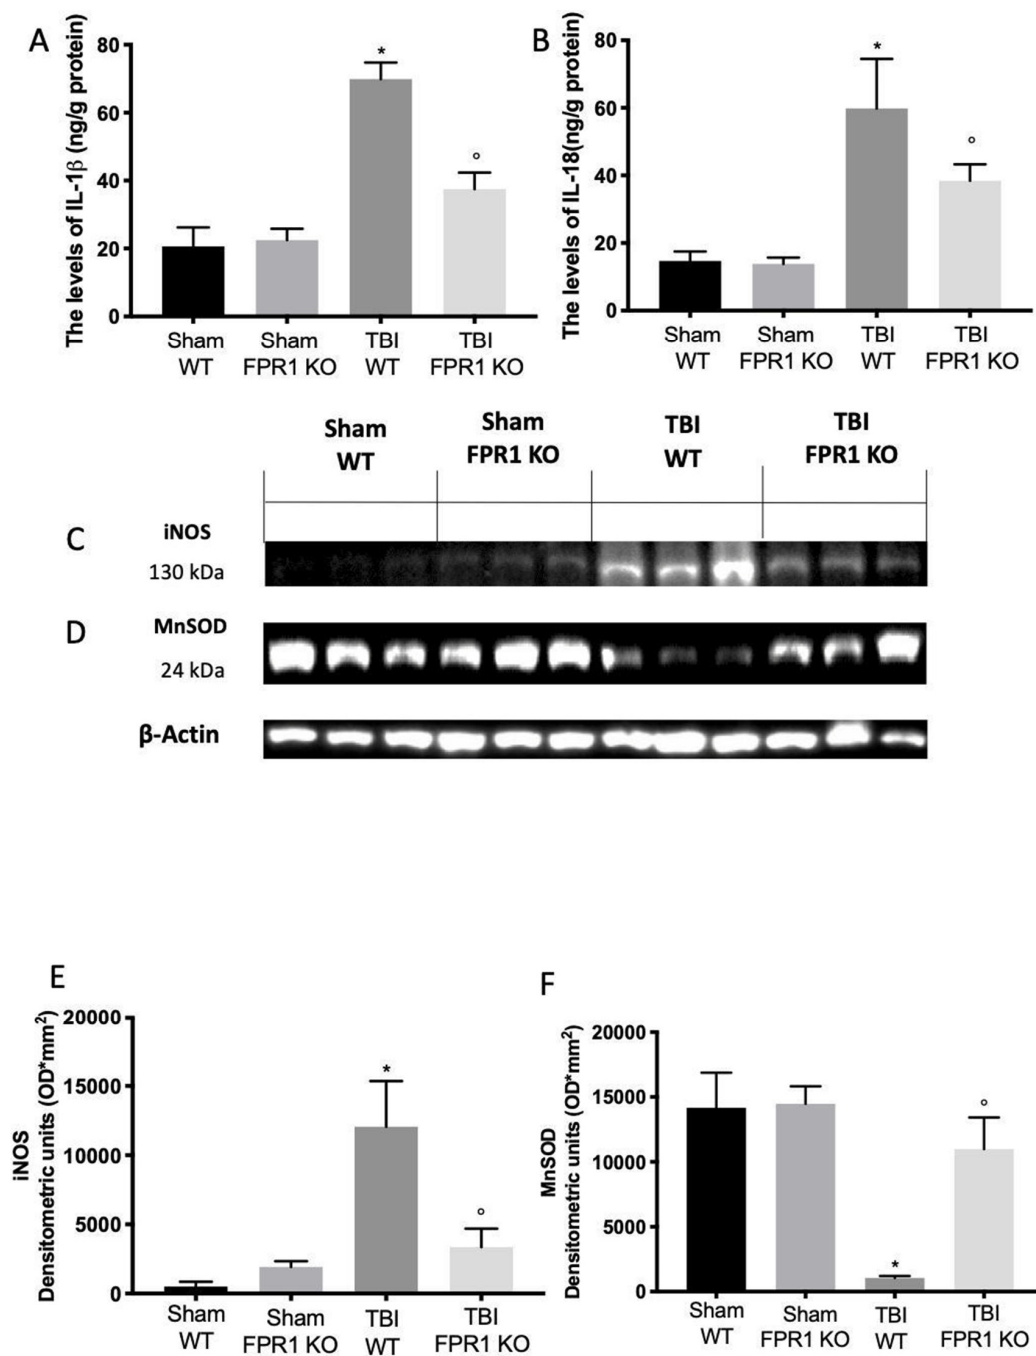 A
The levels of IL-1β (ng/g protein)
80
60
40
20
0
*
°
Sham
WT
Sham
FPR1 KO
TBI
WT
TBI
FPR1 KO
B
The levels of IL-18(ng/g protein)
80
60
40
20
0
*
°
Sham
WT
Sham
FPR1 KO
TBI
WT
TBI
FPR1 KO
Sham
WT
Sham
FPR1 KO
TBI
WT
TBI
FPR1 KO
C
iNOS
130 kDa
D
MnSOD
24 kDa
β-Actin
E
iNOS
Densitometric units (OD*mm²)
20000
15000
10000
5000
0
*
°
Sham
WT
Sham
FPR1 KO
TBI
WT
TBI
FPR1 KO
F
MnSOD
Densitometric units (OD*mm²)
20000
15000
10000
5000
0
*
°
Sham
WT
Sham
FPR1 KO
TBI
WT
TBI
FPR1 KO